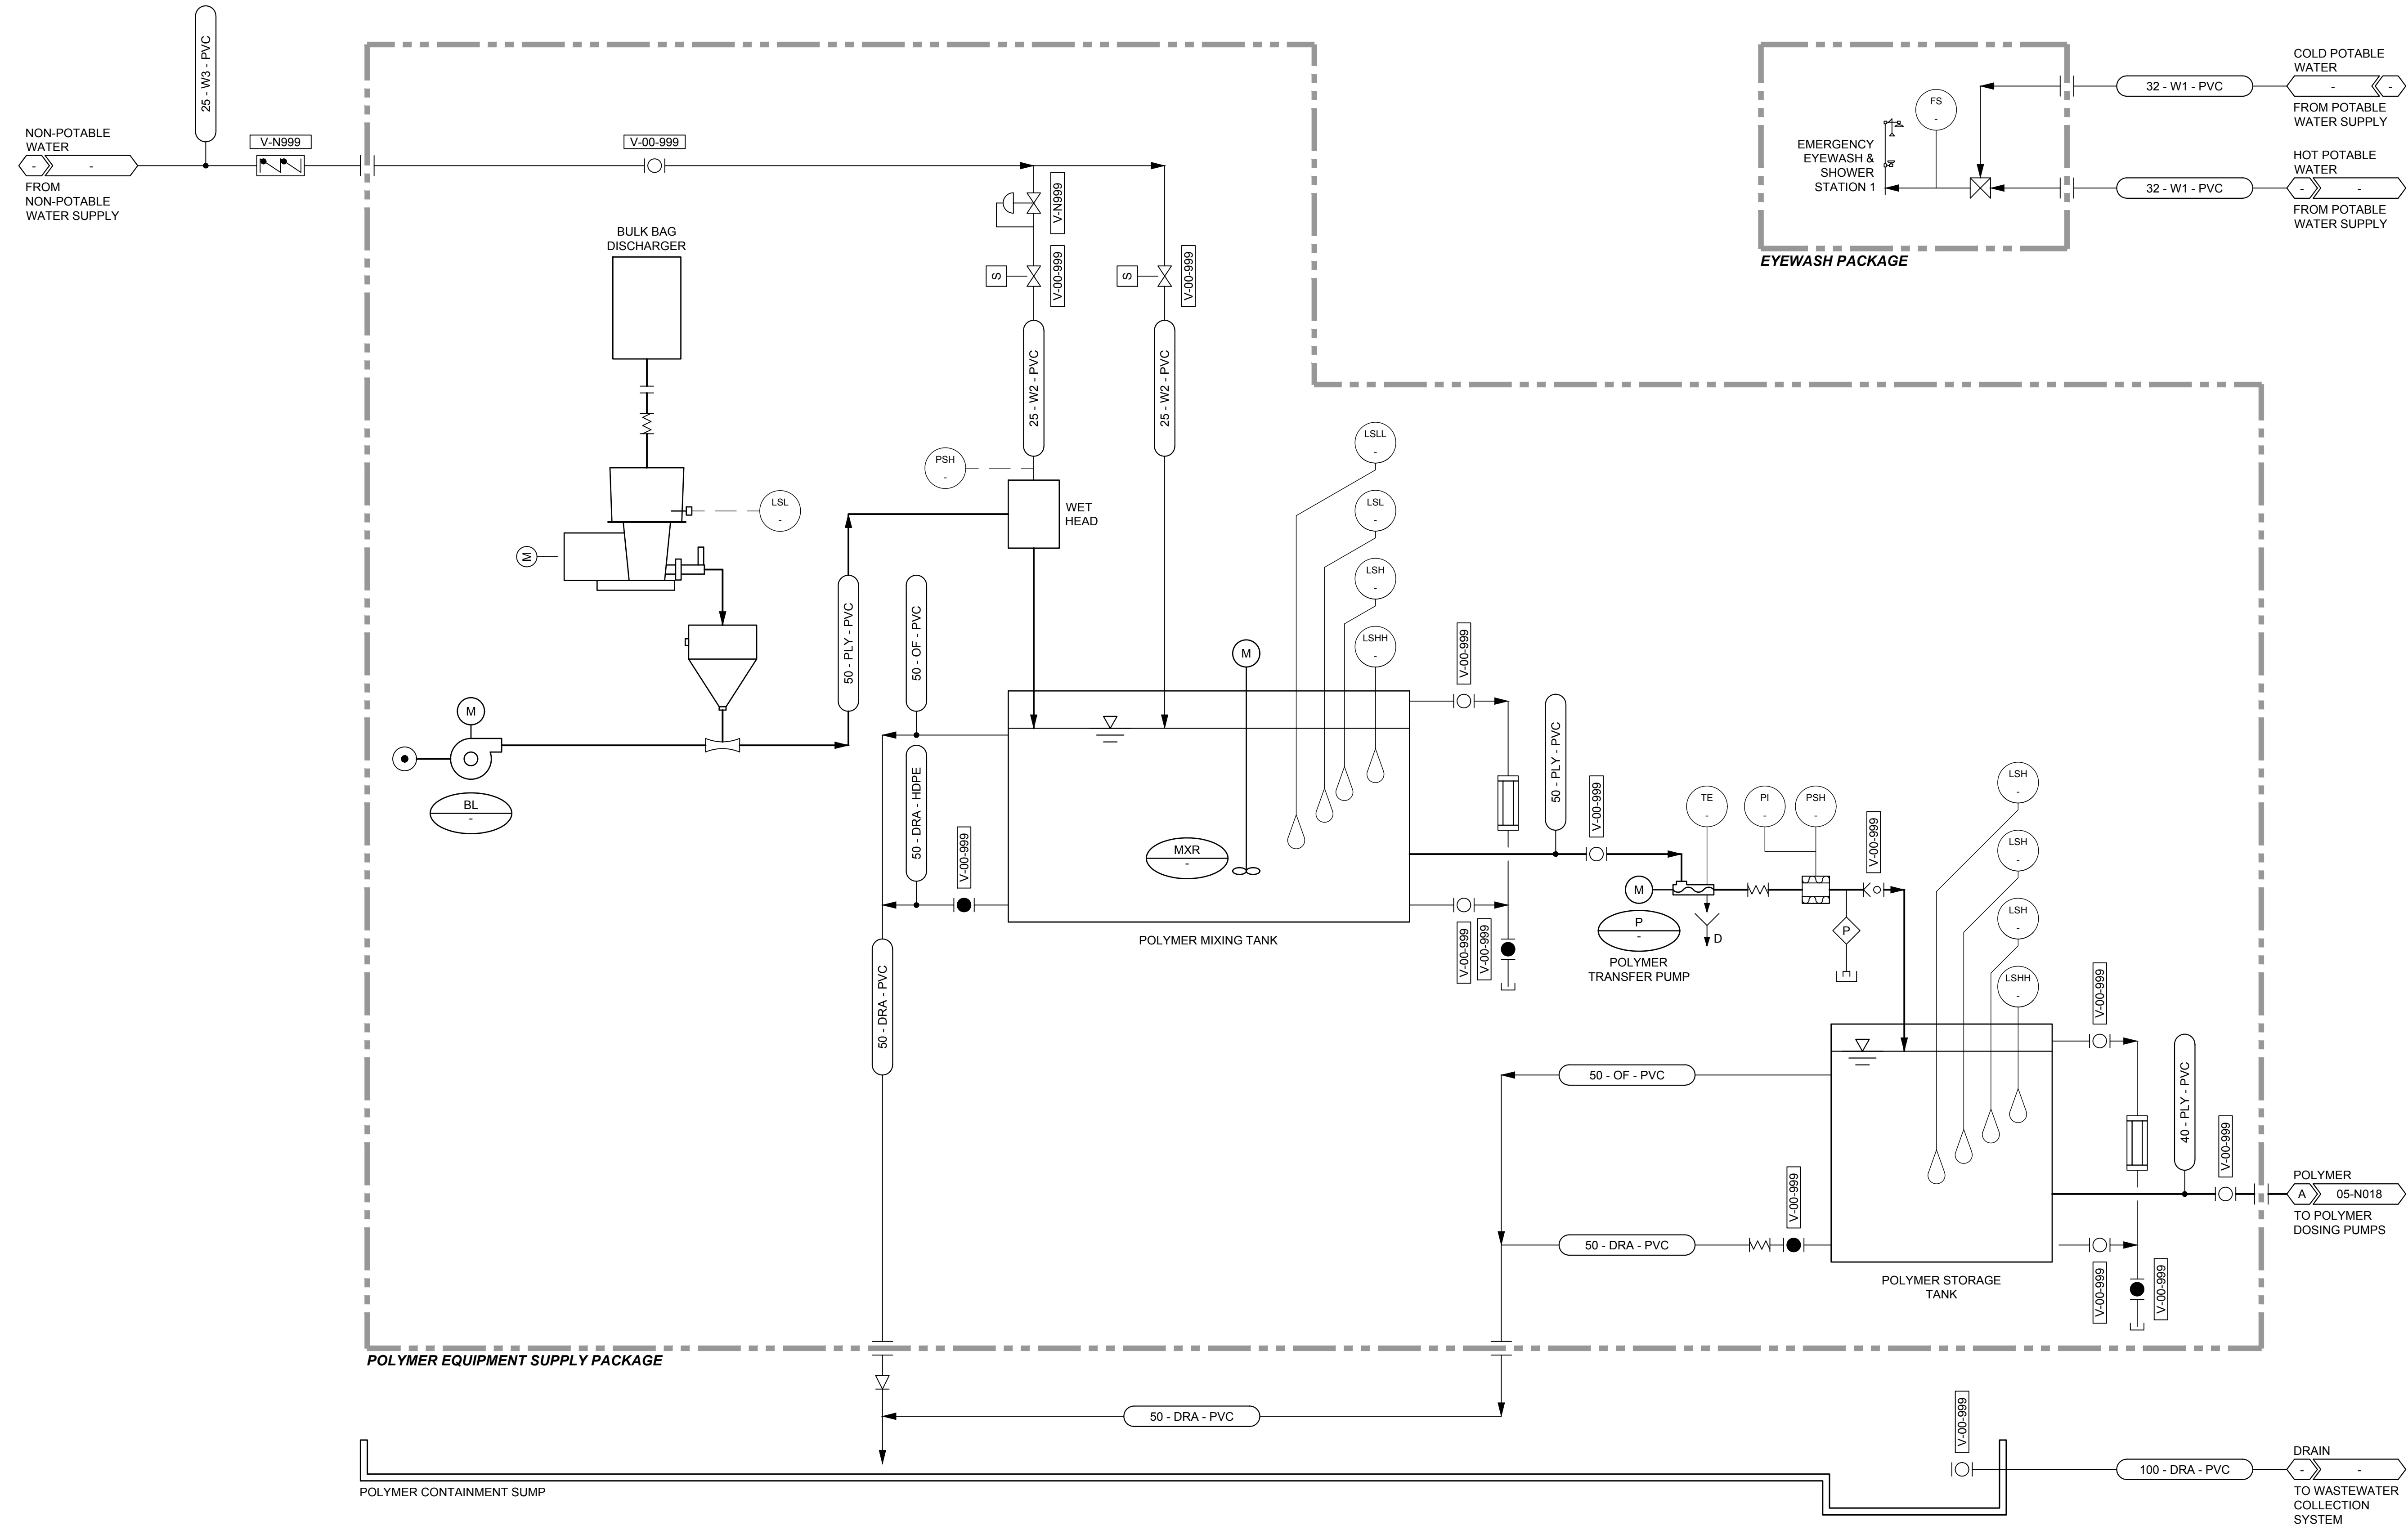 25 - W3 - PVC
NON-POTABLE
WATER
-
-
FROM
NON-POTABLE
WATER SUPPLY
V-N999
V-00-999
V-N999
S
V-00-999
S
V-00-999
25 - W2 - PVC
25 - W2 - PVC
EMERGENCY
EYEWASH &
SHOWER
STATION 1
FS
-
EYEWASH PACKAGE
32 - W1 - PVC
COLD POTABLE
WATER
-
-
FROM POTABLE
WATER SUPPLY
32 - W1 - PVC
HOT POTABLE
WATER
-
-
FROM POTABLE
WATER SUPPLY
BULK BAG
DISCHARGER
LSL
-
M
PSH
-
WET
HEAD
50 - PLY - PVC
50 - OF - PVC
50 - DRA - HDPE
V-00-999
M
BL
-
50 - DRA - PVC
LSLL
-
LSL
-
LSH
-
LSHH
-
M
MXR
-
POLYMER MIXING TANK
V-00-999
V-00-999
V-00-999
50 - PLY - PVC
V-00-999
TE
-
PI
-
PSH
-
V-00-999
M
P
-
D
P
POLYMER
TRANSFER PUMP
LSH
-
LSH
-
LSH
-
LSHH
-
V-00-999
40 - PLY - PVC
V-00-999
50 - OF - PVC
50 - DRA - PVC
V-00-999
POLYMER STORAGE
TANK
V-00-999
V-00-999
POLYMER
A
05-N018
TO POLYMER
DOSING PUMPS
POLYMER EQUIPMENT SUPPLY PACKAGE
50 - DRA - PVC
V-00-999
POLYMER CONTAINMENT SUMP
100 - DRA - PVC
DRAIN
-
-
TO WASTEWATER
COLLECTION
SYSTEM